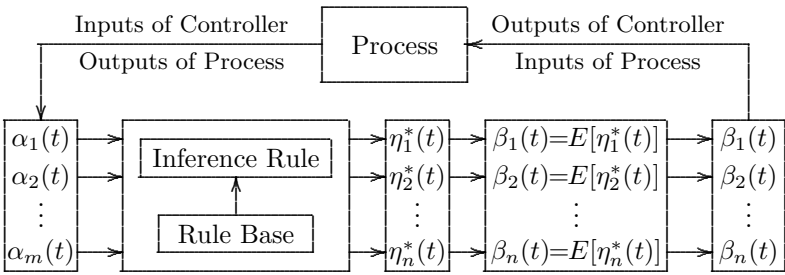 Inputs of Controller
Outputs of Process
Process
Outputs of Controller
Inputs of Process
α₁(t)
α₂(t)
⋮
αₘ(t)
Inference Rule
Rule Base
η₁*(t)
η₂*(t)
⋮
ηₙ*(t)
β₁(t)=E[η₁*(t)]
β₂(t)=E[η₂*(t)]
⋮
βₙ(t)=E[ηₙ*(t)]
β₁(t)
β₂(t)
⋮
βₙ(t)